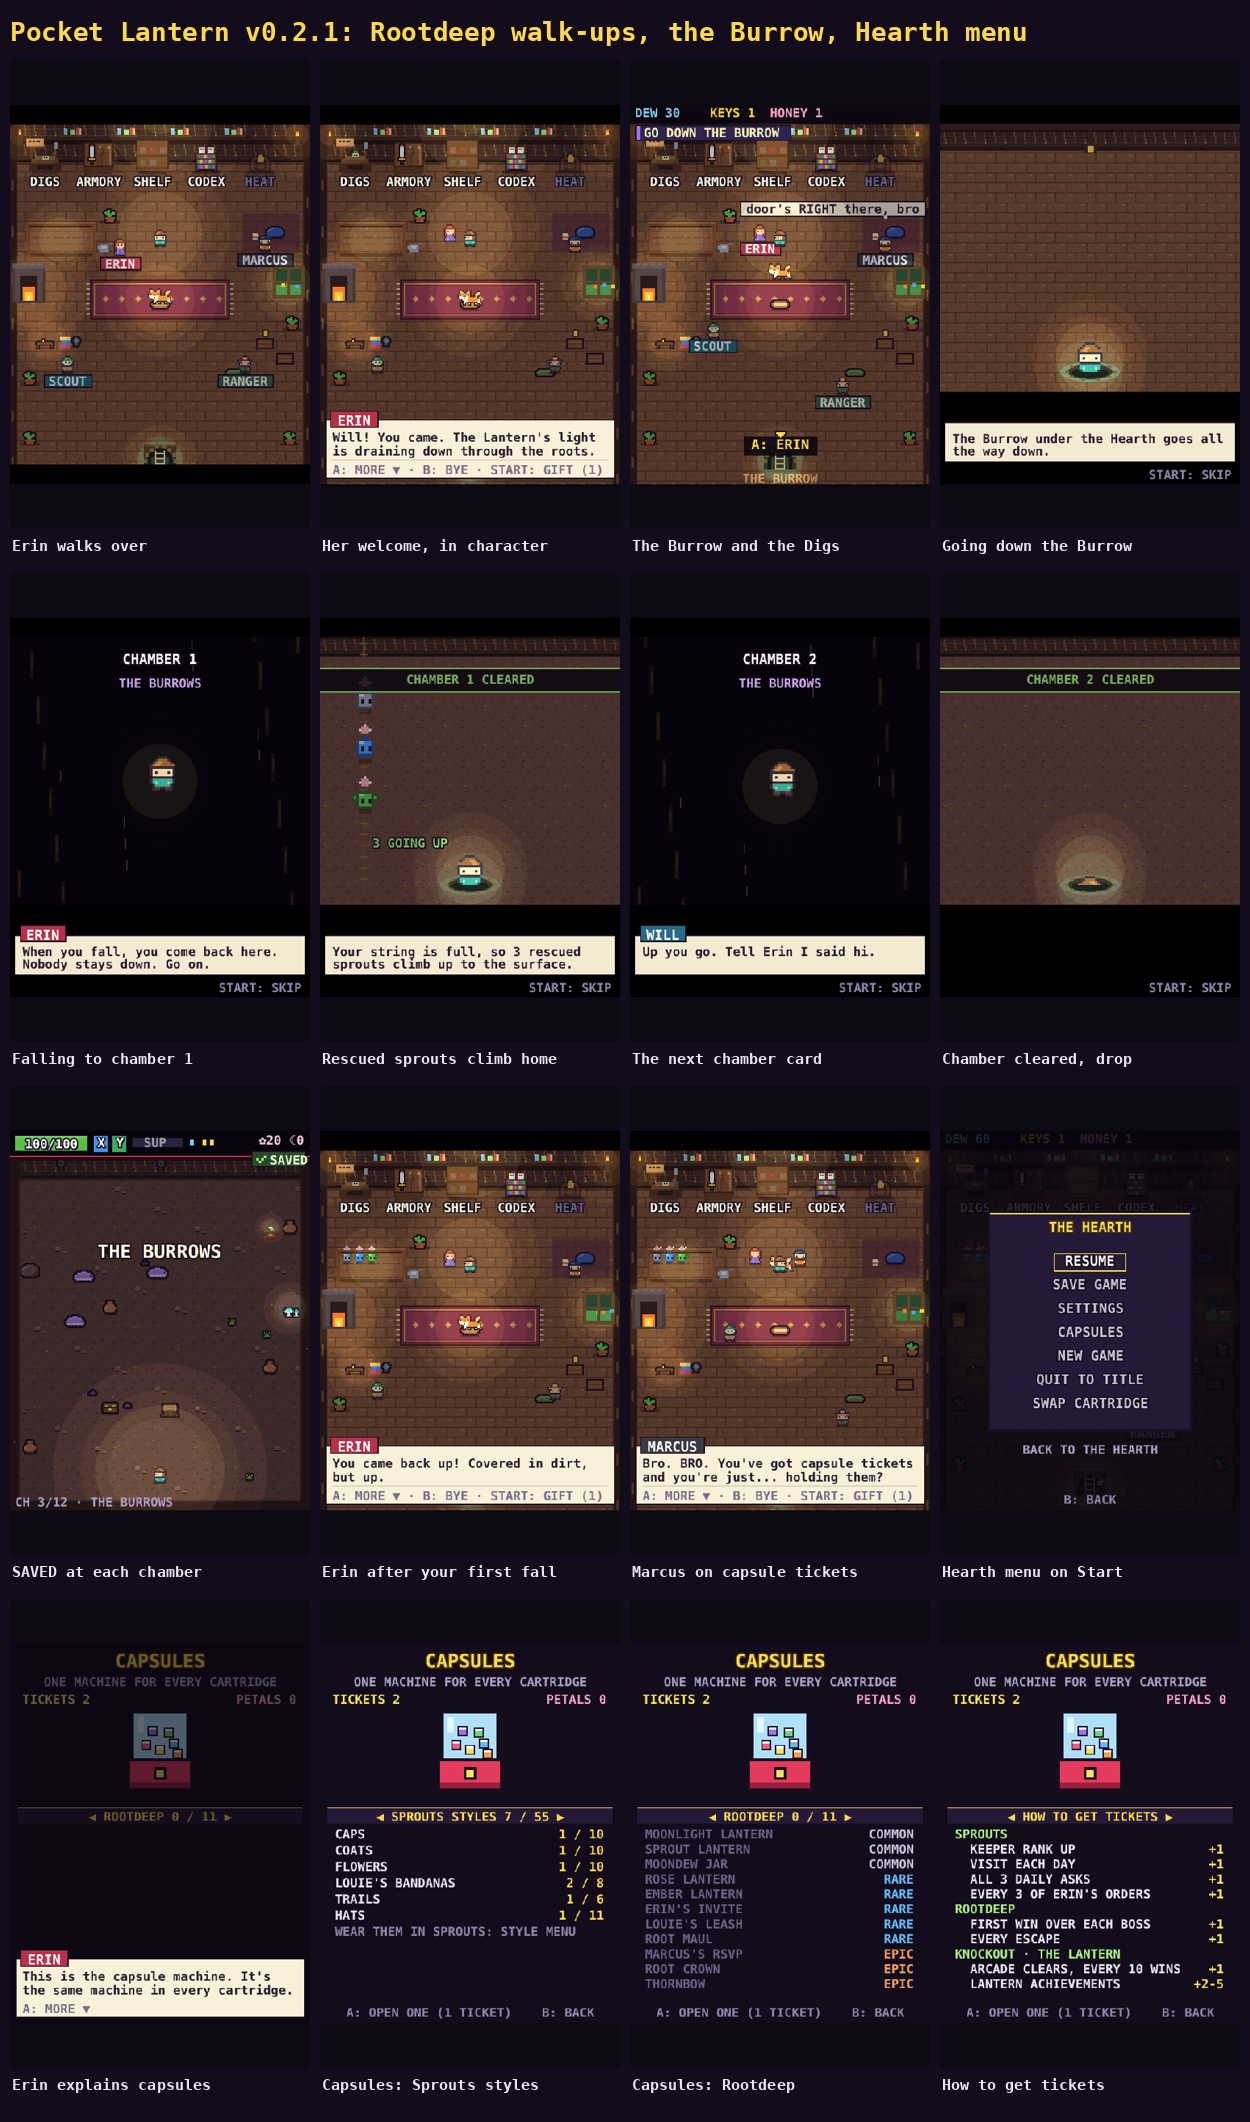 Pocket Lantern v0.2.1: Rootdeep walk-ups, the Burrow, Hearth menu
DIGS ARMORY SHELF CODEX HEAT
ERIN
MARCUS
SCOUT
RANGER
Erin walks over
DIGS ARMORY SHELF CODEX HEAT
ERIN
Will! You came. The Lantern's light
is draining down through the roots.
A: MORE ▼ · B: BYE · START: GIFT (1)
Her welcome, in character
DEW 30 KEYS 1 HONEY 1
GO DOWN THE BURROW
DIGS ARMORY SHELF CODEX HEAT
door's RIGHT there, bro
ERIN
MARCUS
SCOUT
RANGER
A: ERIN
THE BURROW
The Burrow and the Digs
The Burrow under the Hearth goes all
the way down.
START: SKIP
Going down the Burrow
CHAMBER 1
THE BURROWS
ERIN
When you fall, you come back here.
Nobody stays down. Go on.
START: SKIP
Falling to chamber 1
CHAMBER 1 CLEARED
3 GOING UP
Your string is full, so 3 rescued
sprouts climb up to the surface.
START: SKIP
Rescued sprouts climb home
CHAMBER 2
THE BURROWS
WILL
Up you go. Tell Erin I said hi.
START: SKIP
The next chamber card
CHAMBER 2 CLEARED
START: SKIP
Chamber cleared, drop
100/100 X Y SUP ✿20 ☾0
✓SAVED
THE BURROWS
CH 3/12 · THE BURROWS
SAVED at each chamber
DIGS ARMORY SHELF CODEX HEAT
ERIN
You came back up! Covered in dirt,
but up.
A: MORE ▼ · B: BYE · START: GIFT (1)
Erin after your first fall
DIGS ARMORY SHELF CODEX HEAT
MARCUS
Bro. BRO. You've got capsule tickets
and you're just... holding them?
A: MORE ▼ · B: BYE · START: GIFT (1)
Marcus on capsule tickets
DEW 60 KEYS 1 HONEY 1
DIGS ARMORY SHELF CODEX HEAT
THE HEARTH
RESUME
SAVE GAME
SETTINGS
CAPSULES
NEW GAME
QUIT TO TITLE
SWAP CARTRIDGE
RANGER
BACK TO THE HEARTH
B: BACK
Hearth menu on Start
CAPSULES
ONE MACHINE FOR EVERY CARTRIDGE
TICKETS 2 PETALS 0
◀ ROOTDEEP 0 / 11 ▶
ERIN
This is the capsule machine. It's
the same machine in every cartridge.
A: MORE ▼
Erin explains capsules
CAPSULES
ONE MACHINE FOR EVERY CARTRIDGE
TICKETS 2 PETALS 0
◀ SPROUTS STYLES 7 / 55 ▶
CAPS 1 / 10
COATS 1 / 10
FLOWERS 1 / 10
LOUIE'S BANDANAS 2 / 8
TRAILS 1 / 6
HATS 1 / 11
WEAR THEM IN SPROUTS: STYLE MENU
A: OPEN ONE (1 TICKET) B: BACK
Capsules: Sprouts styles
CAPSULES
ONE MACHINE FOR EVERY CARTRIDGE
TICKETS 2 PETALS 0
◀ ROOTDEEP 0 / 11 ▶
MOONLIGHT LANTERN COMMON
SPROUT LANTERN COMMON
MOONDEW JAR COMMON
ROSE LANTERN RARE
EMBER LANTERN RARE
ERIN'S INVITE RARE
LOUIE'S LEASH RARE
ROOT MAUL RARE
MARCUS'S RSVP EPIC
ROOT CROWN EPIC
THORNBOW EPIC
A: OPEN ONE (1 TICKET) B: BACK
Capsules: Rootdeep
CAPSULES
ONE MACHINE FOR EVERY CARTRIDGE
TICKETS 2 PETALS 0
◀ HOW TO GET TICKETS ▶
SPROUTS
KEEPER RANK UP +1
VISIT EACH DAY +1
ALL 3 DAILY ASKS +1
EVERY 3 OF ERIN'S ORDERS +1
ROOTDEEP
FIRST WIN OVER EACH BOSS +1
EVERY ESCAPE +1
KNOCKOUT · THE LANTERN
ARCADE CLEARS, EVERY 10 WINS +1
LANTERN ACHIEVEMENTS +2-5
A: OPEN ONE (1 TICKET) B: BACK
How to get tickets